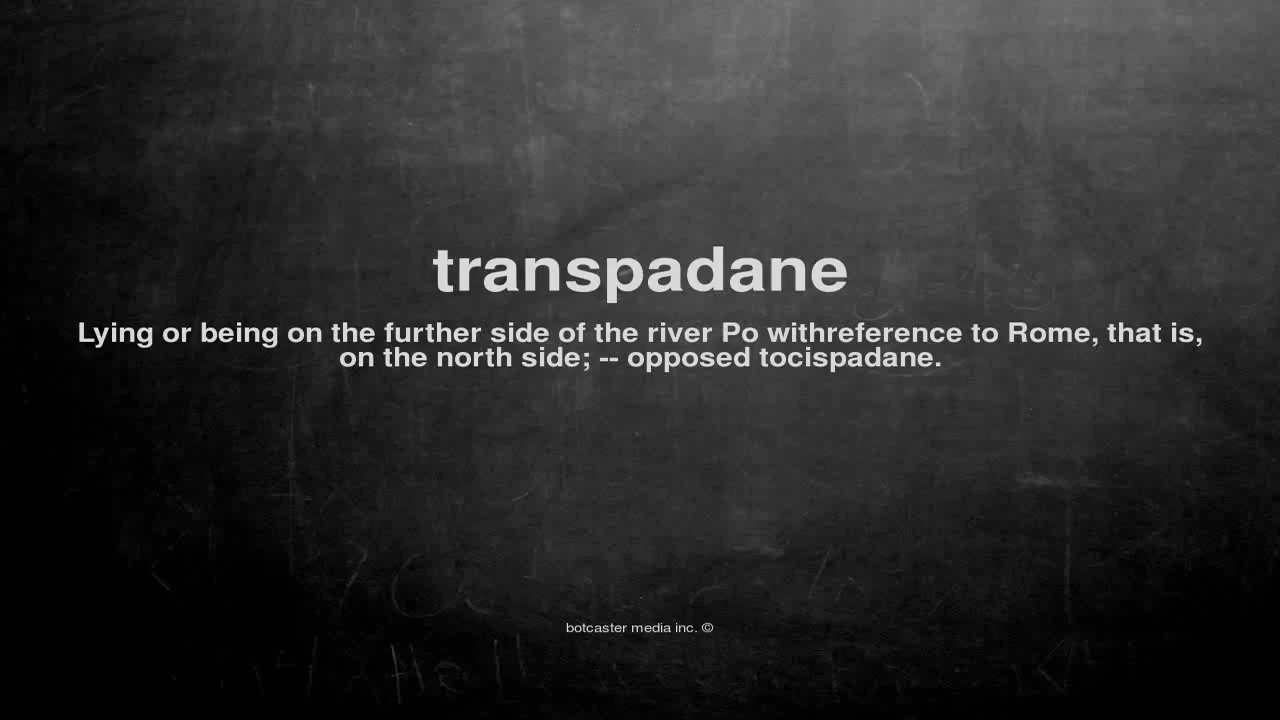 transpadane
Lying or being on the further side of the river Po withreference to Rome, that is,
on the north side; -- opposed tocispadane.
botcaster media inc. ©